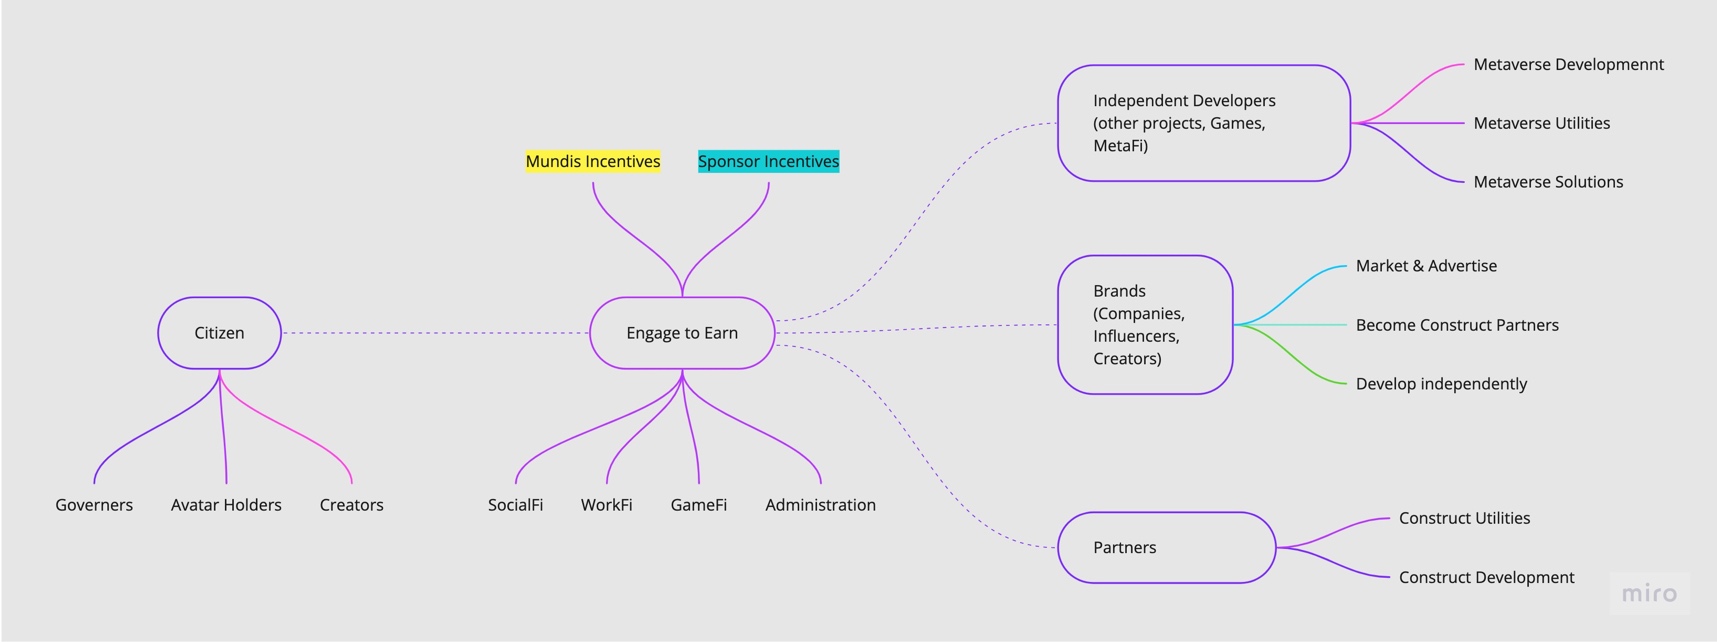 Metaverse Developmennt
Independent Developers
(other projects, Games,
MetaFi)
Metaverse Utilities
Metaverse Solutions
Mundis Incentives
Sponsor Incentives
Citizen
Engage to Earn
Brands
(Companies,
Influencers,
Creators)
Market & Advertise
Become Construct Partners
Develop independently
Governers
Avatar Holders
Creators
SocialFi
WorkFi
GameFi
Administration
Partners
Construct Utilities
Construct Development
miro